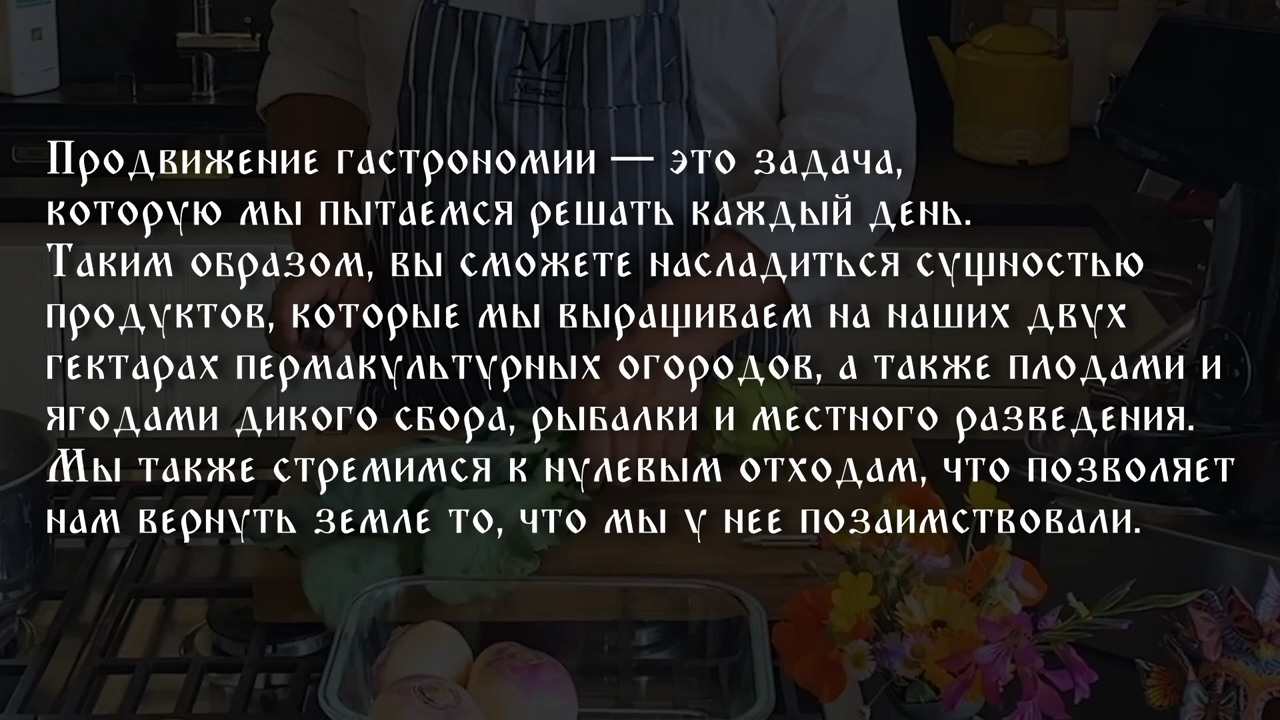 M
Продвижение гастрономии — это задача,
которую мы пытаемся решать каждый день.
Таким образом, вы сможете насладиться сущностью
продуктов, которые мы выращиваем на наших двух
гектарах пермакультурных огородов, а также плодами и
ягодами дикого сбора, рыбалки и местного разведения.
Мы также стремимся к нулевым отходам, что позволяет
нам вернуть земле то, что мы у нее позаимствовали.